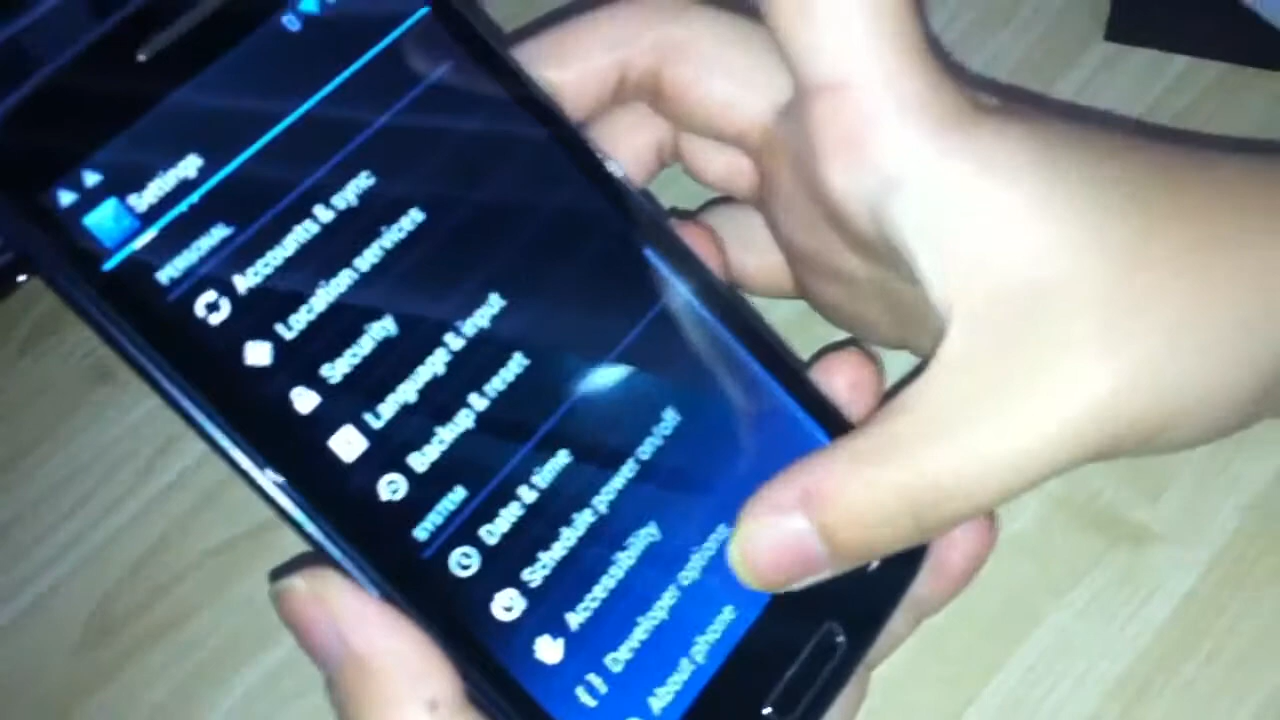 Settings
PERSONAL
Accounts & sync
Location services
Security
Language & input
Backup & reset
SYSTEM
Date & time
Schedule power on/off
Accessibility
Developer options
About phone